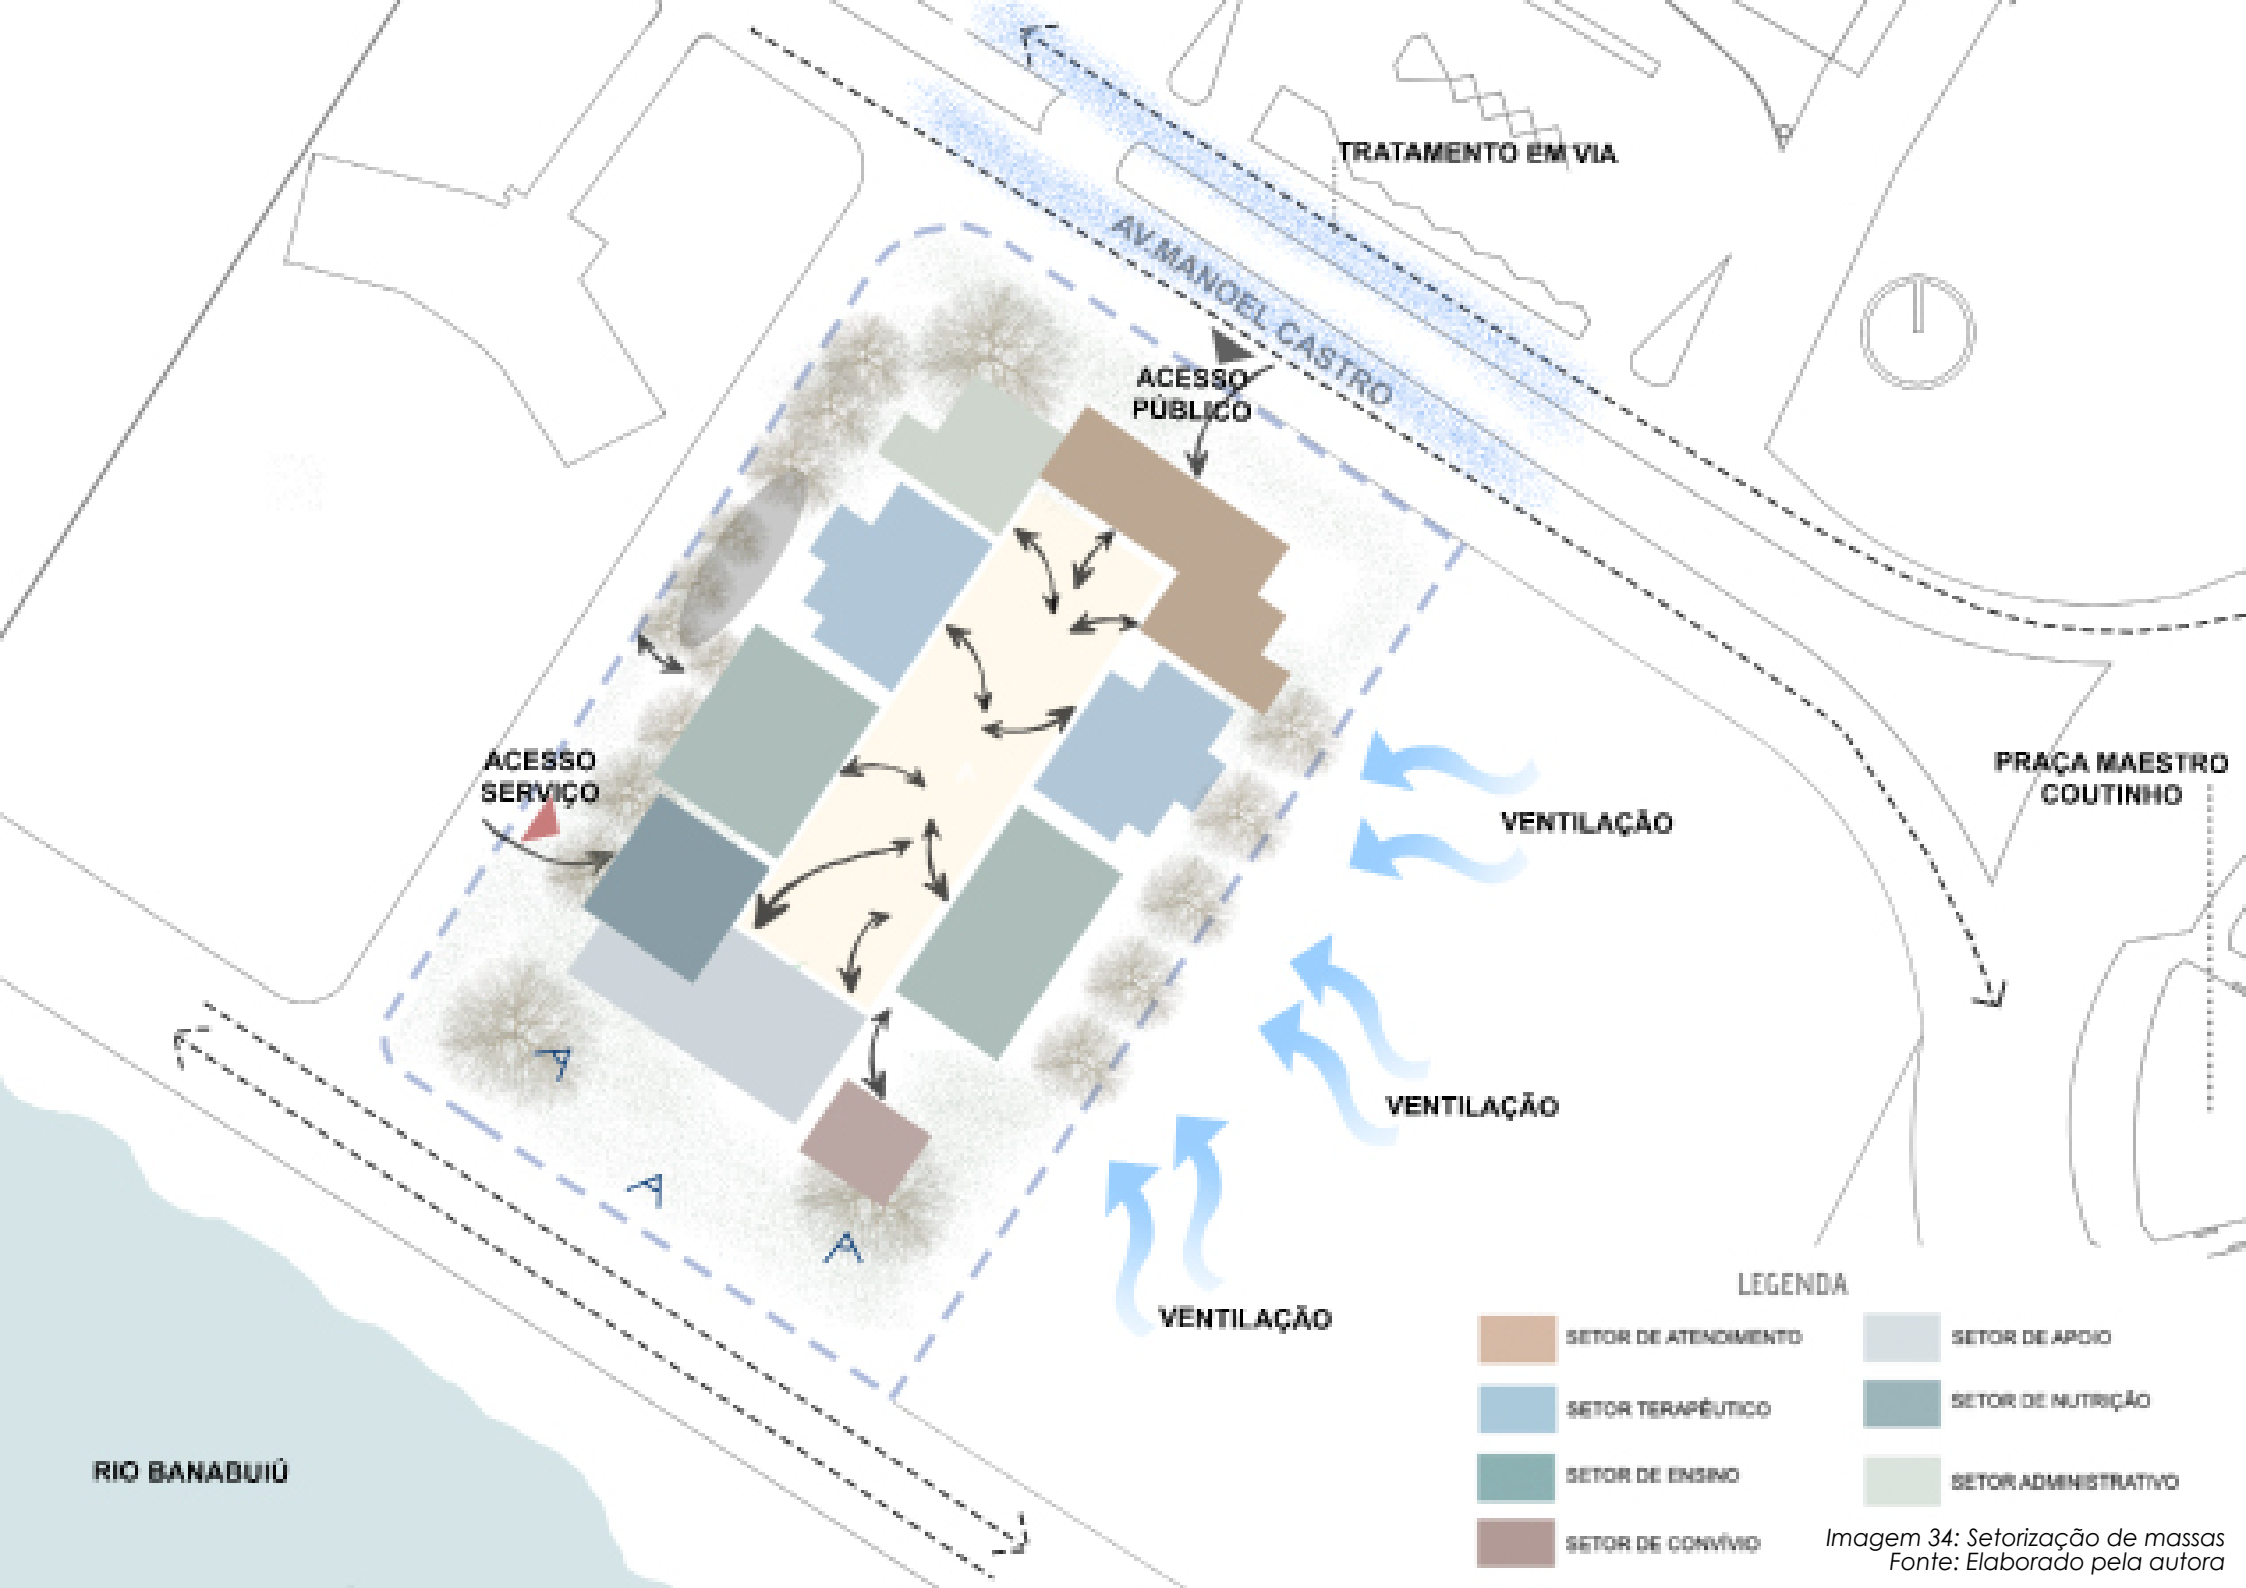 TRATAMENTO EM VIA
AV.MANOEL CASTRO
ACESSO
PÚBLICO
ACESSO
SERVIÇO
PRAÇA MAESTRO
COUTINHO
VENTILAÇÃO
VENTILAÇÃO
VENTILAÇÃO
RIO BANABUIÚ
LEGENDA
SETOR DE ATENDIMENTO
SETOR DE APOIO
SETOR TERAPÊUTICO
SETOR DE NUTRIÇÃO
SETOR DE ENSINO
SETOR ADMINISTRATIVO
SETOR DE CONVÍVIO
Imagem 34: Setorização de massas
Fonte: Elaborado pela autora